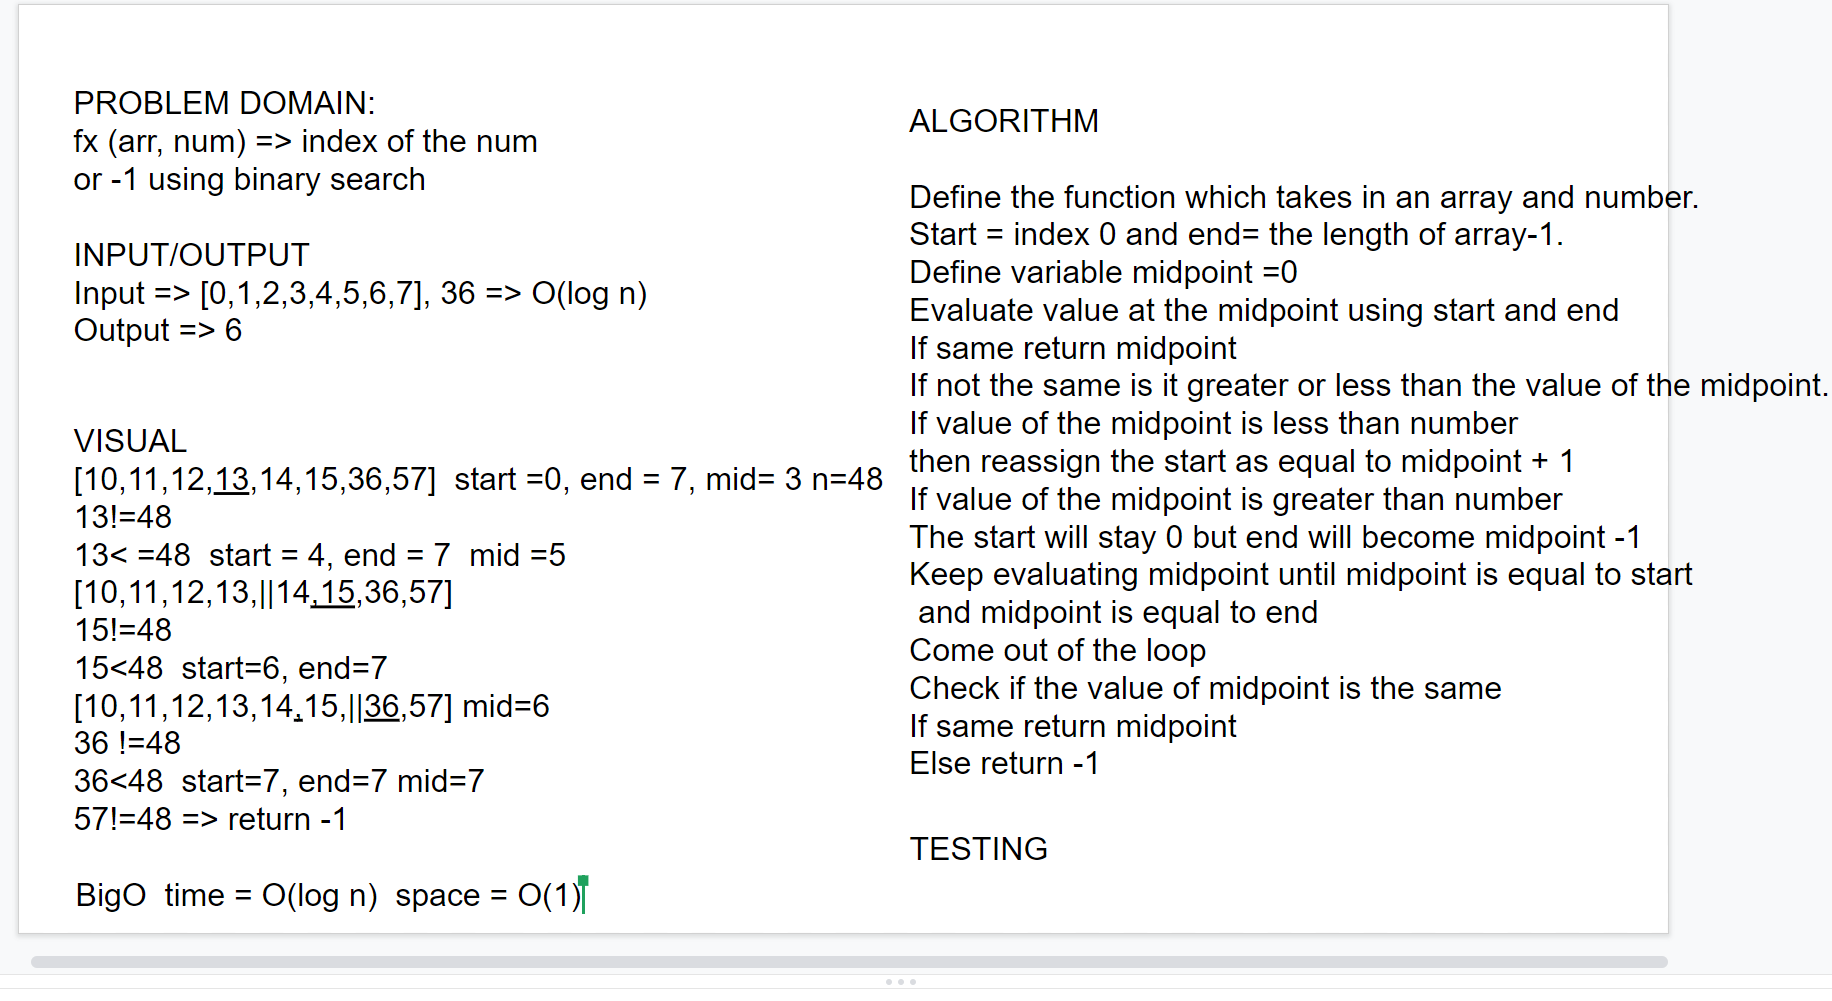 PROBLEM DOMAIN:
fx (arr, num) => index of the num
or -1 using binary search
INPUT/OUTPUT
Input => [0,1,2,3,4,5,6,7], 36 => O(log n)
Output => 6
VISUAL
[10,11,12,13,14,15,36,57]  start =0, end = 7, mid= 3 n=48
13!=48
13< =48  start = 4, end = 7  mid =5
[10,11,12,13,||14,15,36,57]
15!=48
15<48  start=6, end=7
[10,11,12,13,14,15,||36,57] mid=6
36 !=48
36<48  start=7, end=7 mid=7
57!=48 => return -1
BigO  time = O(log n)  space = O(1)
ALGORITHM
Define the function which takes in an array and number.
Start = index 0 and end= the length of array-1.
Define variable midpoint =0
Evaluate value at the midpoint using start and end
If same return midpoint
If not the same is it greater or less than the value of the midpoint.
If value of the midpoint is less than number
then reassign the start as equal to midpoint + 1
If value of the midpoint is greater than number
The start will stay 0 but end will become midpoint -1
Keep evaluating midpoint until midpoint is equal to start
and midpoint is equal to end
Come out of the loop
Check if the value of midpoint is the same
If same return midpoint
Else return -1
TESTING